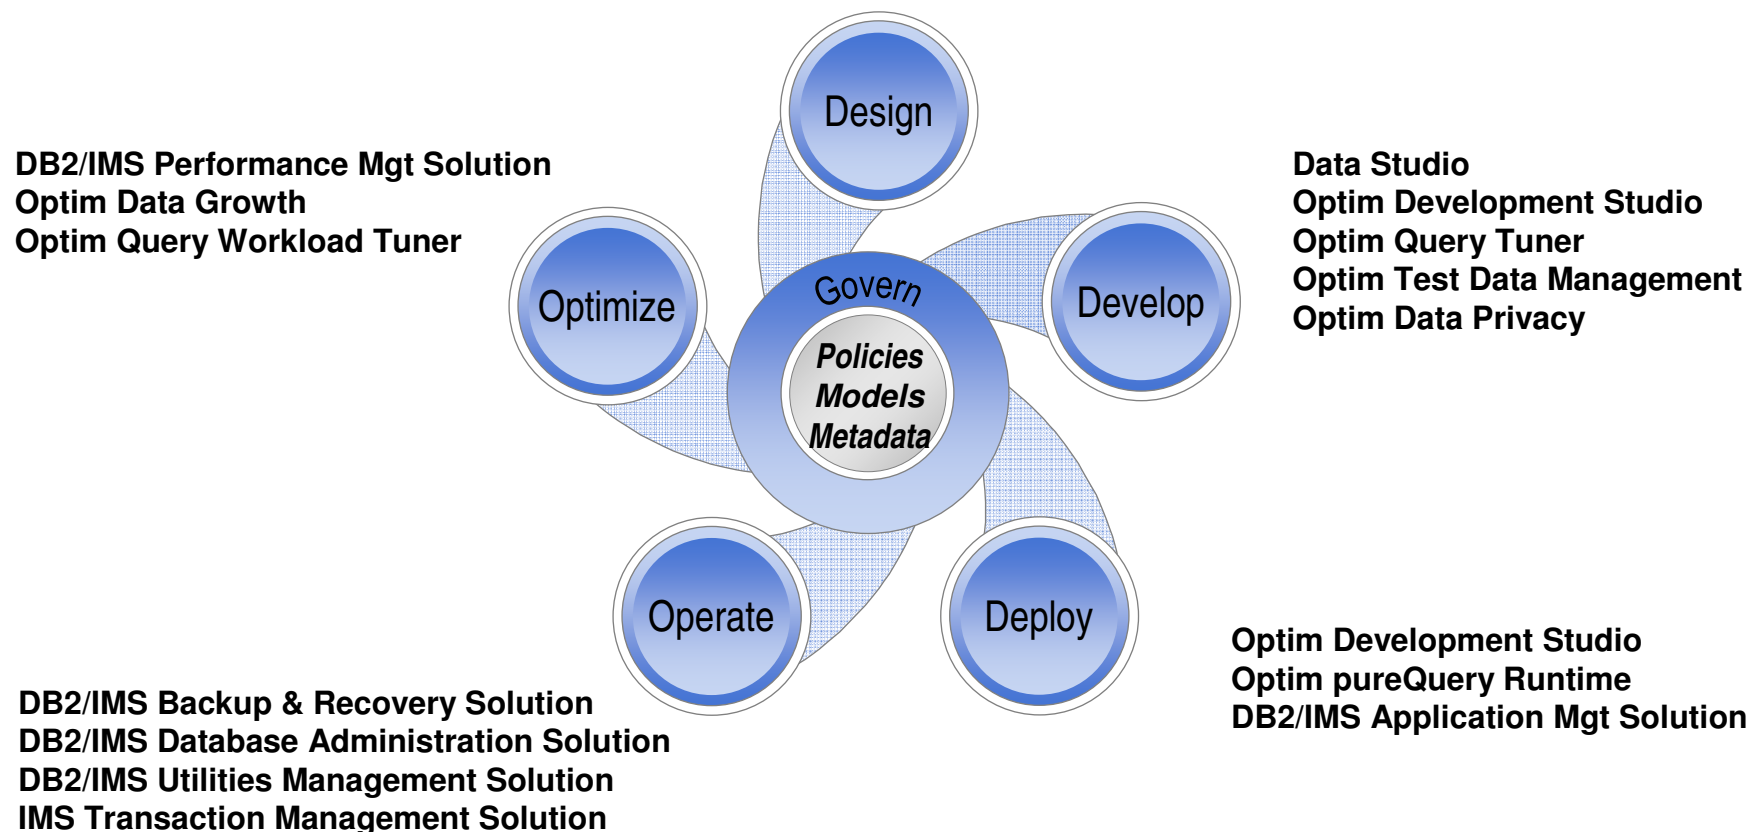 Design
DB2/IMS Performance Mgt Solution
Optim Data Growth
Optim Query Workload Tuner
Data Studio
Optim Development Studio
Optim Query Tuner
Optim Test Data Management
Optim Data Privacy
Optimize
Govern
Develop
Policies
Models
Metadata
Operate
Deploy
DB2/IMS Backup & Recovery Solution
DB2/IMS Database Administration Solution
DB2/IMS Utilities Management Solution
IMS Transaction Management Solution
Optim Development Studio
Optim pureQuery Runtime
DB2/IMS Application Mgt Solution